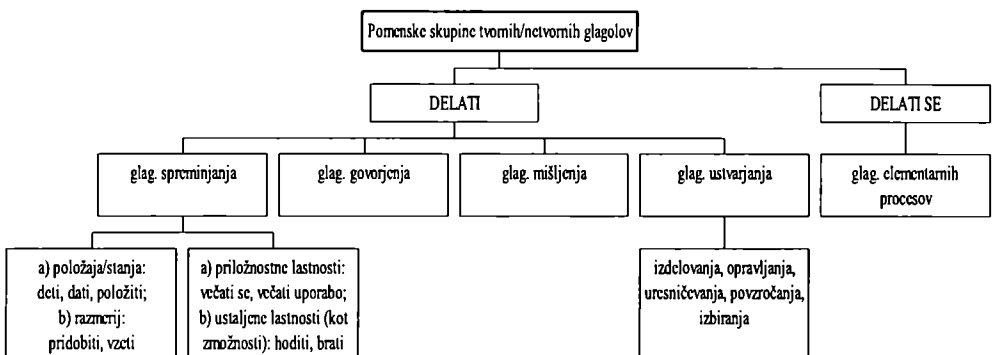 Pomenske skupine tvornih/netvornih glagolov
DELATI
DELATI SE
glag. spreminjanja
glag. govorjenja
glag. mišljenja
glag. ustvarjanja
glag. elementarnih
procesov
a) položaja/stanja:
deti, dati, položiti;
b) razmerij:
pridobiti, vzeti
a) priložnostne lastnosti:
večati se, večati uporabo;
b) ustaljene lastnosti (kot
zmožnosti): hoditi, brati
izdelovanja, opravljanja,
uresničevanja, povzročanja,
izbiranja